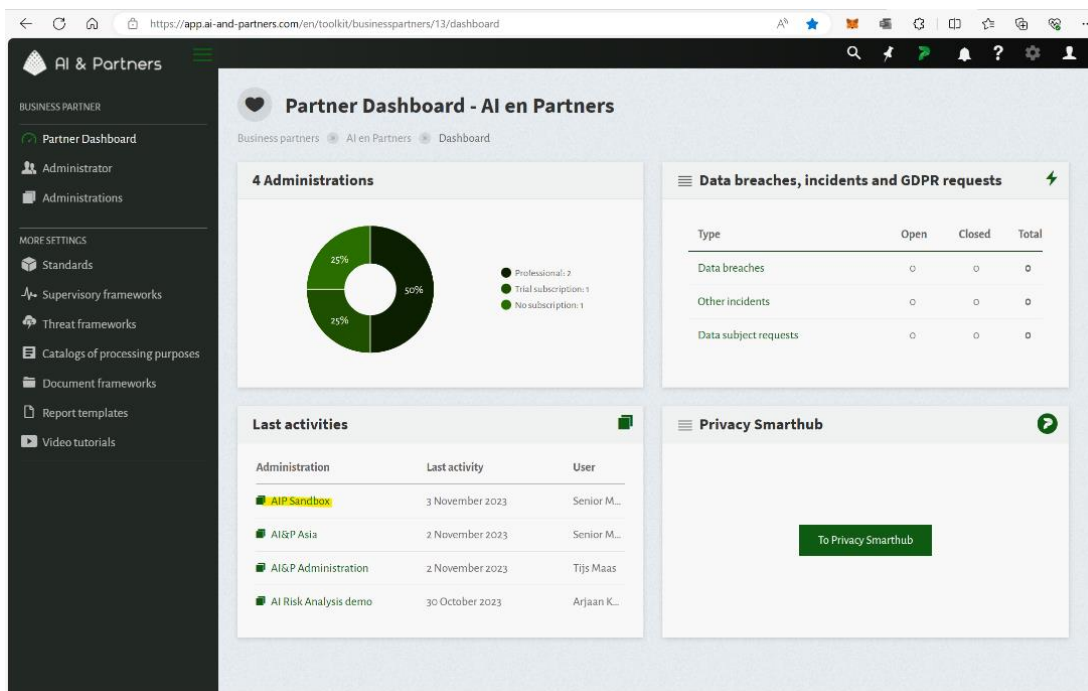 https://app.ai-and-partners.com/en/toolkit/businesspartners/13/dashboard
AI & Partners
BUSINESS PARTNER
Partner Dashboard
Administrator
Administrations
MORE SETTINGS
Standards
Supervisory frameworks
Threat frameworks
Catalogs of processing purposes
Document frameworks
Report templates
Video tutorials
Partner Dashboard - AI en Partners
Business partners AI en Partners Dashboard
4 Administrations
25%
50%
25%
Professional: 2
Trial subscription: 1
No subscription: 1
Data breaches, incidents and GDPR requests
Type Open Closed Total
Data breaches 0 0 0
Other incidents 0 0 0
Data subject requests 0 0 0
Last activities
Administration Last activity User
AIP Sandbox 3 November 2023 Senior M...
AI&P Asia 2 November 2023 Senior M...
AI&P Administration 2 November 2023 Tijs Maas
AI Risk Analysis demo 30 October 2023 Arjaan K...
Privacy Smarthub
To Privacy Smarthub